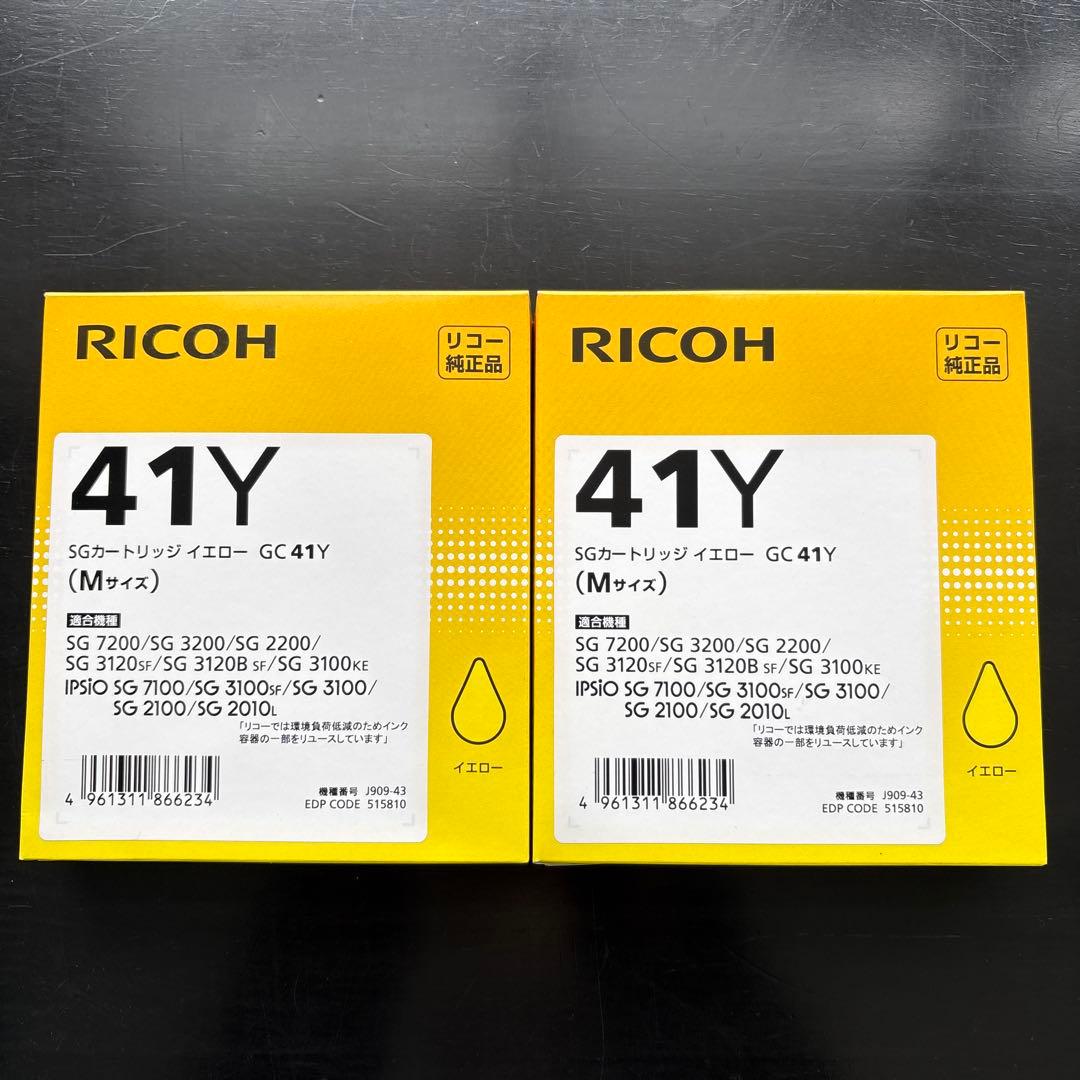 RICOH
リコー
純正品
41Y
SGカートリッジ イエロー GC 41Y
(Mサイズ)
適合機種
SG 7200/SG 3200/SG 2200/
SG 3120SF/SG 3120B SF/SG 3100KE
IPSiO SG 7100/SG 3100SF/SG 3100/
SG 2100/SG 2010L
「リコーでは環境負荷低減のためインク
容器の一部をリユースしています」
イエロー
4 961311 866234
機種番号 J909-43
EDP CODE 515810
RICOH
リコー
純正品
41Y
SGカートリッジ イエロー GC 41Y
(Mサイズ)
適合機種
SG 7200/SG 3200/SG 2200/
SG 3120SF/SG 3120B SF/SG 3100KE
IPSiO SG 7100/SG 3100SF/SG 3100/
SG 2100/SG 2010L
「リコーでは環境負荷低減のためインク
容器の一部をリユースしています」
イエロー
4 961311 866234
機種番号 J909-43
EDP CODE 515810